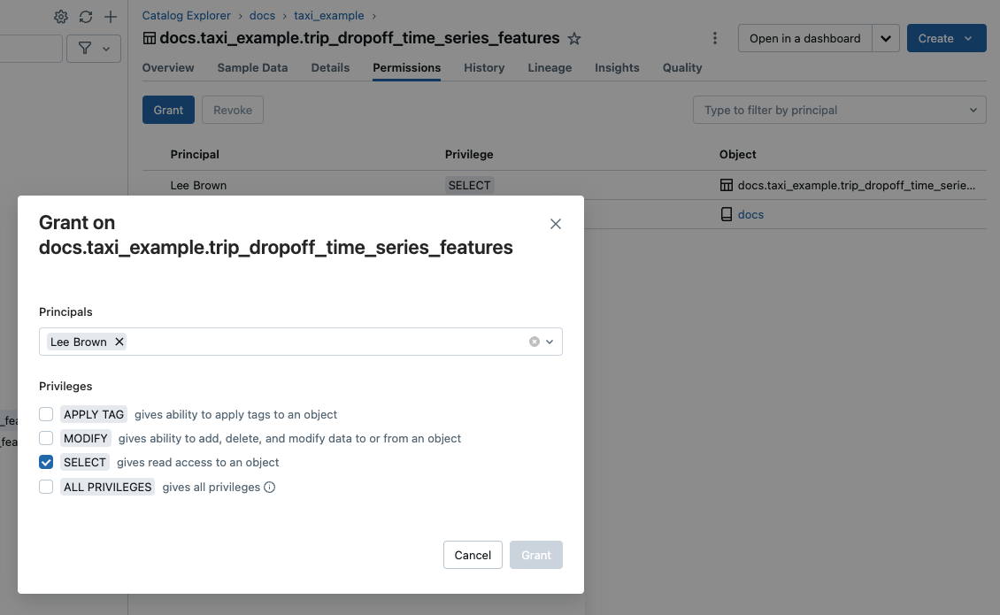 Catalog Explorer › docs › taxi_example ›
docs.taxi_example.trip_dropoff_time_series_features
Open in a dashboard
Create
Overview Sample Data Details Permissions History Lineage Insights Quality
Grant Revoke
Type to filter by principal
Principal Privilege Object
Lee Brown SELECT docs.taxi_example.trip_dropoff_time_serie...
docs
_fea
_fea
Grant on
docs.taxi_example.trip_dropoff_time_series_features
Principals
Lee Brown
Privileges
APPLY TAG gives ability to apply tags to an object
MODIFY gives ability to add, delete, and modify data to or from an object
SELECT gives read access to an object
ALL PRIVILEGES gives all privileges
Cancel Grant